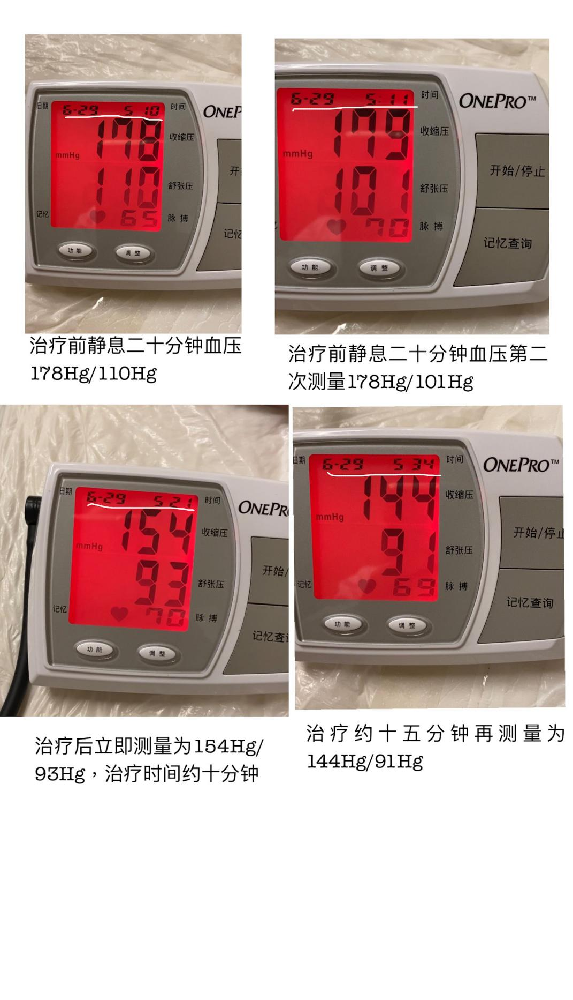 日期
6-29 5 10
时间
ONEP
178
收缩压
mmHg
110
舒张压
记忆
65
脉 搏
功能
调整
6-29 5:11
时间
ONEPRO™
179
收缩压
mmHg
101
舒张压
开始/停止
70
脉 搏
记忆查询
功能
调整
治疗前静息二十分钟血压
178Hg/110Hg
治疗前静息二十分钟血压第二
次测量178Hg/101Hg
日期
6-29 5 21
时间
ONEPR
154
收缩压
mmHg
93
开始/
舒张压
记忆
70
脉 搏
记忆查
功能
调整
日期
6-29 5 34
时间
ONEPRO™
144
收缩压
mmHg
91
开始/停止
舒张压
记忆
69
脉 搏
记忆查询
功能
调整
治疗后立即测量为154Hg/
93Hg，治疗时间约十分钟
治疗约十五分钟再测量为
144Hg/91Hg